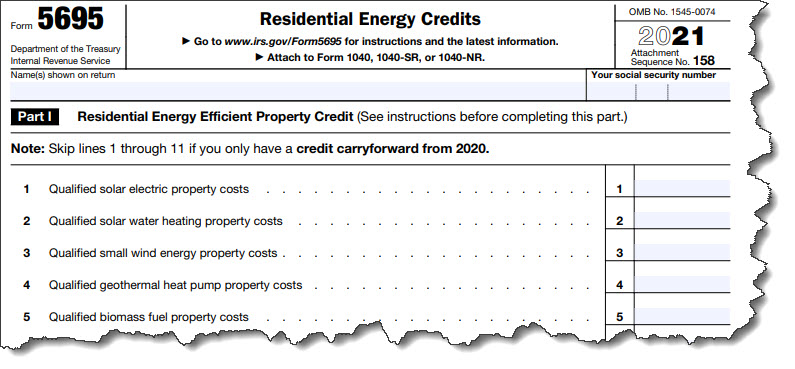 Form 5695
Department of the Treasury
Internal Revenue Service
Residential Energy Credits
▶ Go to www.irs.gov/Form5695 for instructions and the latest information.
▶ Attach to Form 1040, 1040-SR, or 1040-NR.
OMB No. 1545-0074
2021
Attachment
Sequence No. 158
Name(s) shown on return
Your social security number
Part I Residential Energy Efficient Property Credit (See instructions before completing this part.)
Note: Skip lines 1 through 11 if you only have a credit carryforward from 2020.
1 Qualified solar electric property costs . . . . . . . . . . . . . . . . . . 1
2 Qualified solar water heating property costs . . . . . . . . . . . . . . . . 2
3 Qualified small wind energy property costs . . . . . . . . . . . . . . . . . 3
4 Qualified geothermal heat pump property costs . . . . . . . . . . . . . . . 4
5 Qualified biomass fuel property costs . . . . . . . . . . . . . . . . . . 5